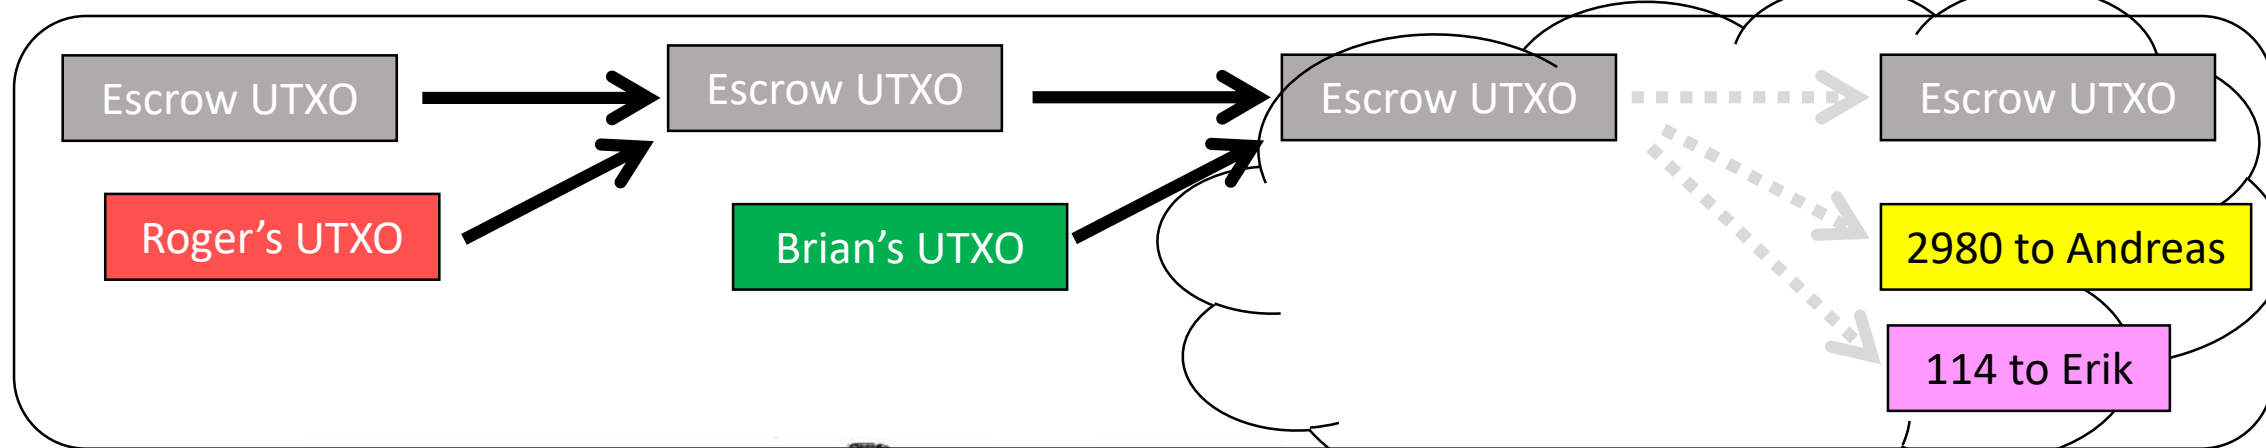 Escrow UTXO
Escrow UTXO
Escrow UTXO
Escrow UTXO
Roger’s UTXO
Brian’s UTXO
2980 to Andreas
114 to Erik